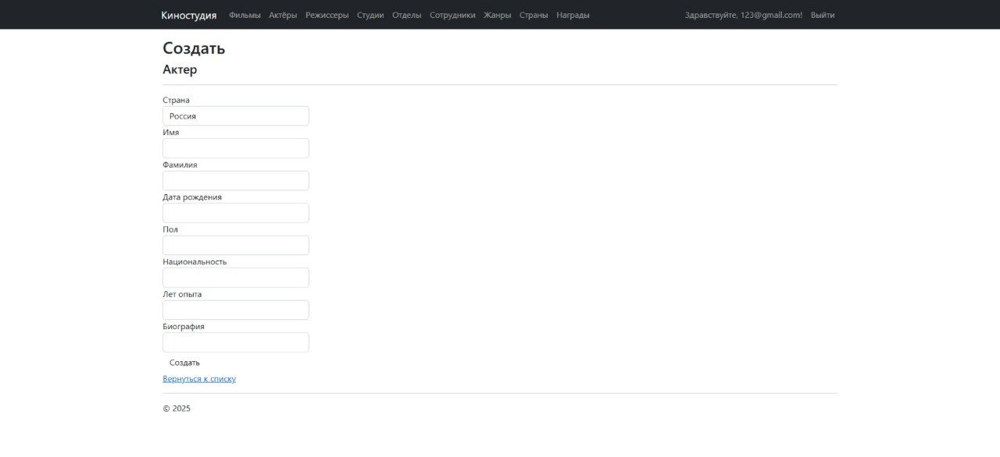 Киностудия Фильмы Актёры Режиссеры Студии Отделы Сотрудники Жанры Страны Награды Здравствуйте, 123@gmail.com! Выйти
Создать
Актер
Страна
Россия
Имя
Фамилия
Дата рождения
Пол
Национальность
Лет опыта
Биография
Создать
Вернуться к списку
© 2025